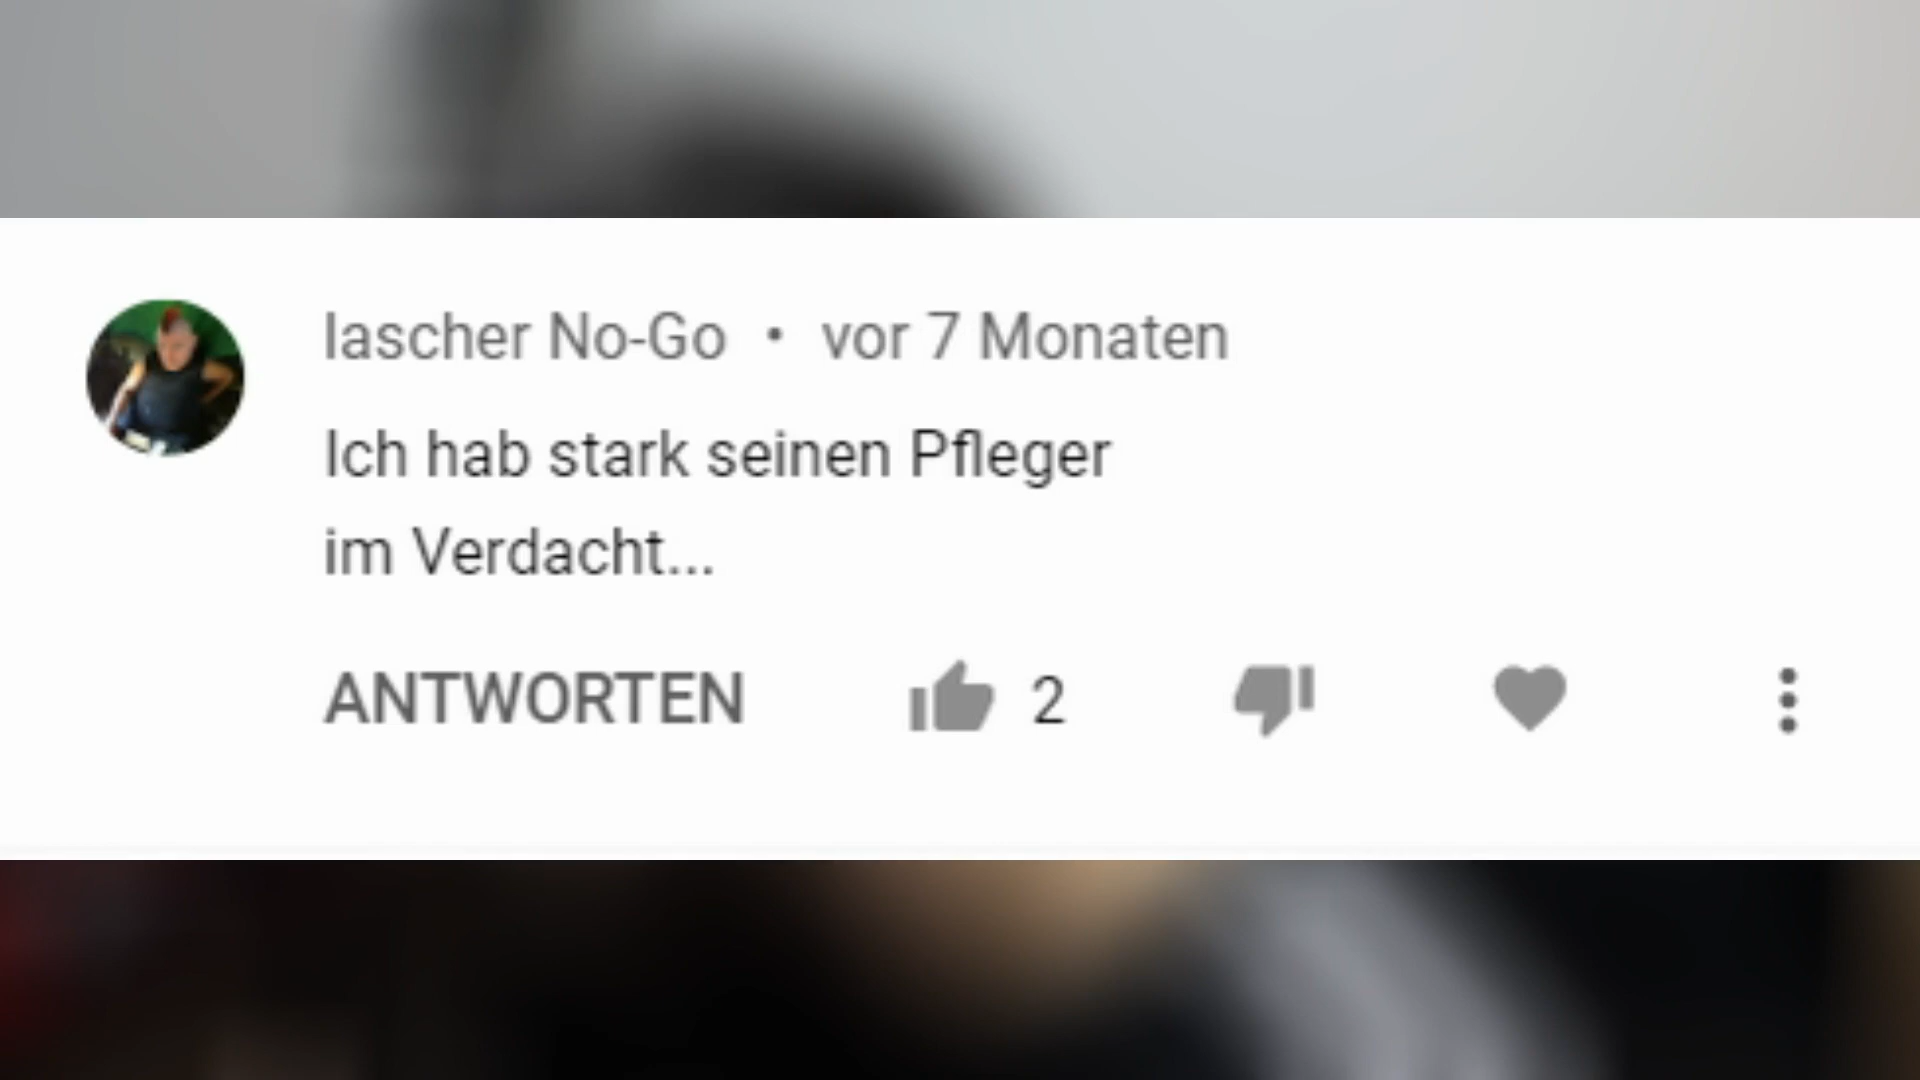 lascher No-Go • vor 7 Monaten
Ich hab stark seinen Pfleger
im Verdacht...
ANTWORTEN 2